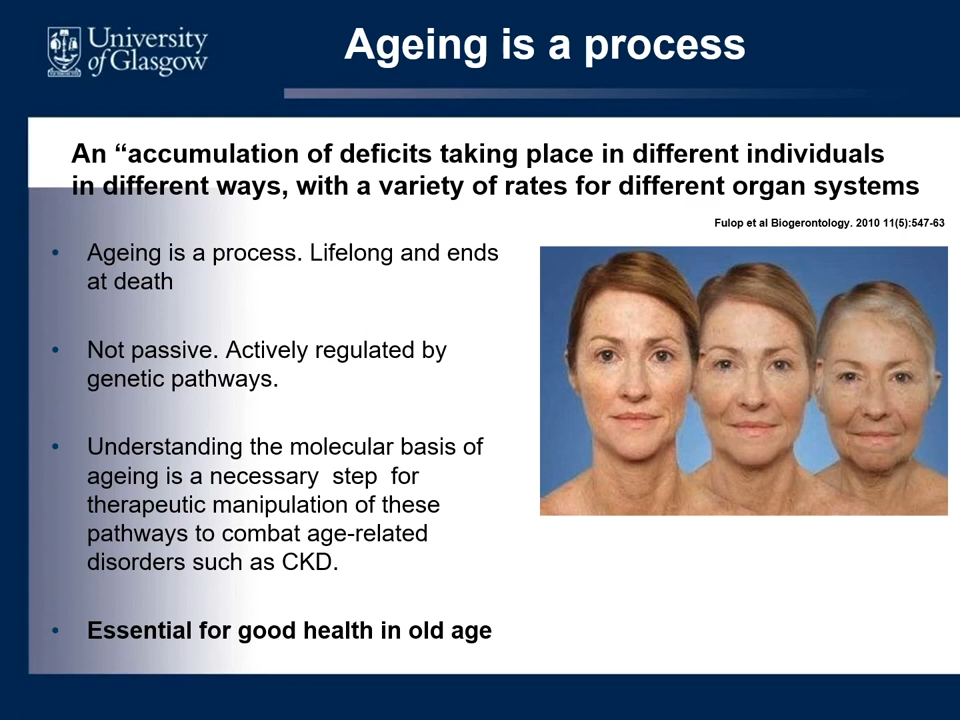 University
of Glasgow
Ageing is a process
An “accumulation of deficits taking place in different individuals
in different ways, with a variety of rates for different organ systems
Fulop et al Biogerontology. 2010 11(5):547-63
• Ageing is a process. Lifelong and ends
at death
• Not passive. Actively regulated by
genetic pathways.
• Understanding the molecular basis of
ageing is a necessary  step  for
therapeutic manipulation of these
pathways to combat age-related
disorders such as CKD.
• Essential for good health in old age